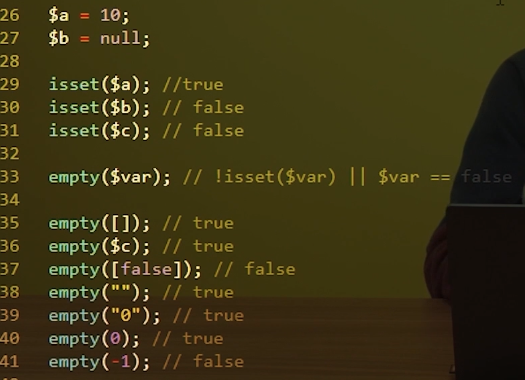 26 $a = 10;
27 $b = null;
28
29 isset($a); //true
30 isset($b); // false
31 isset($c); // false
32
33 empty($var); // !isset($var) || $var == false
34
35 empty([]); // true
36 empty($c); // true
37 empty([false]); // false
38 empty(""); // true
39 empty("0"); // true
40 empty(0); // true
41 empty(-1); // false